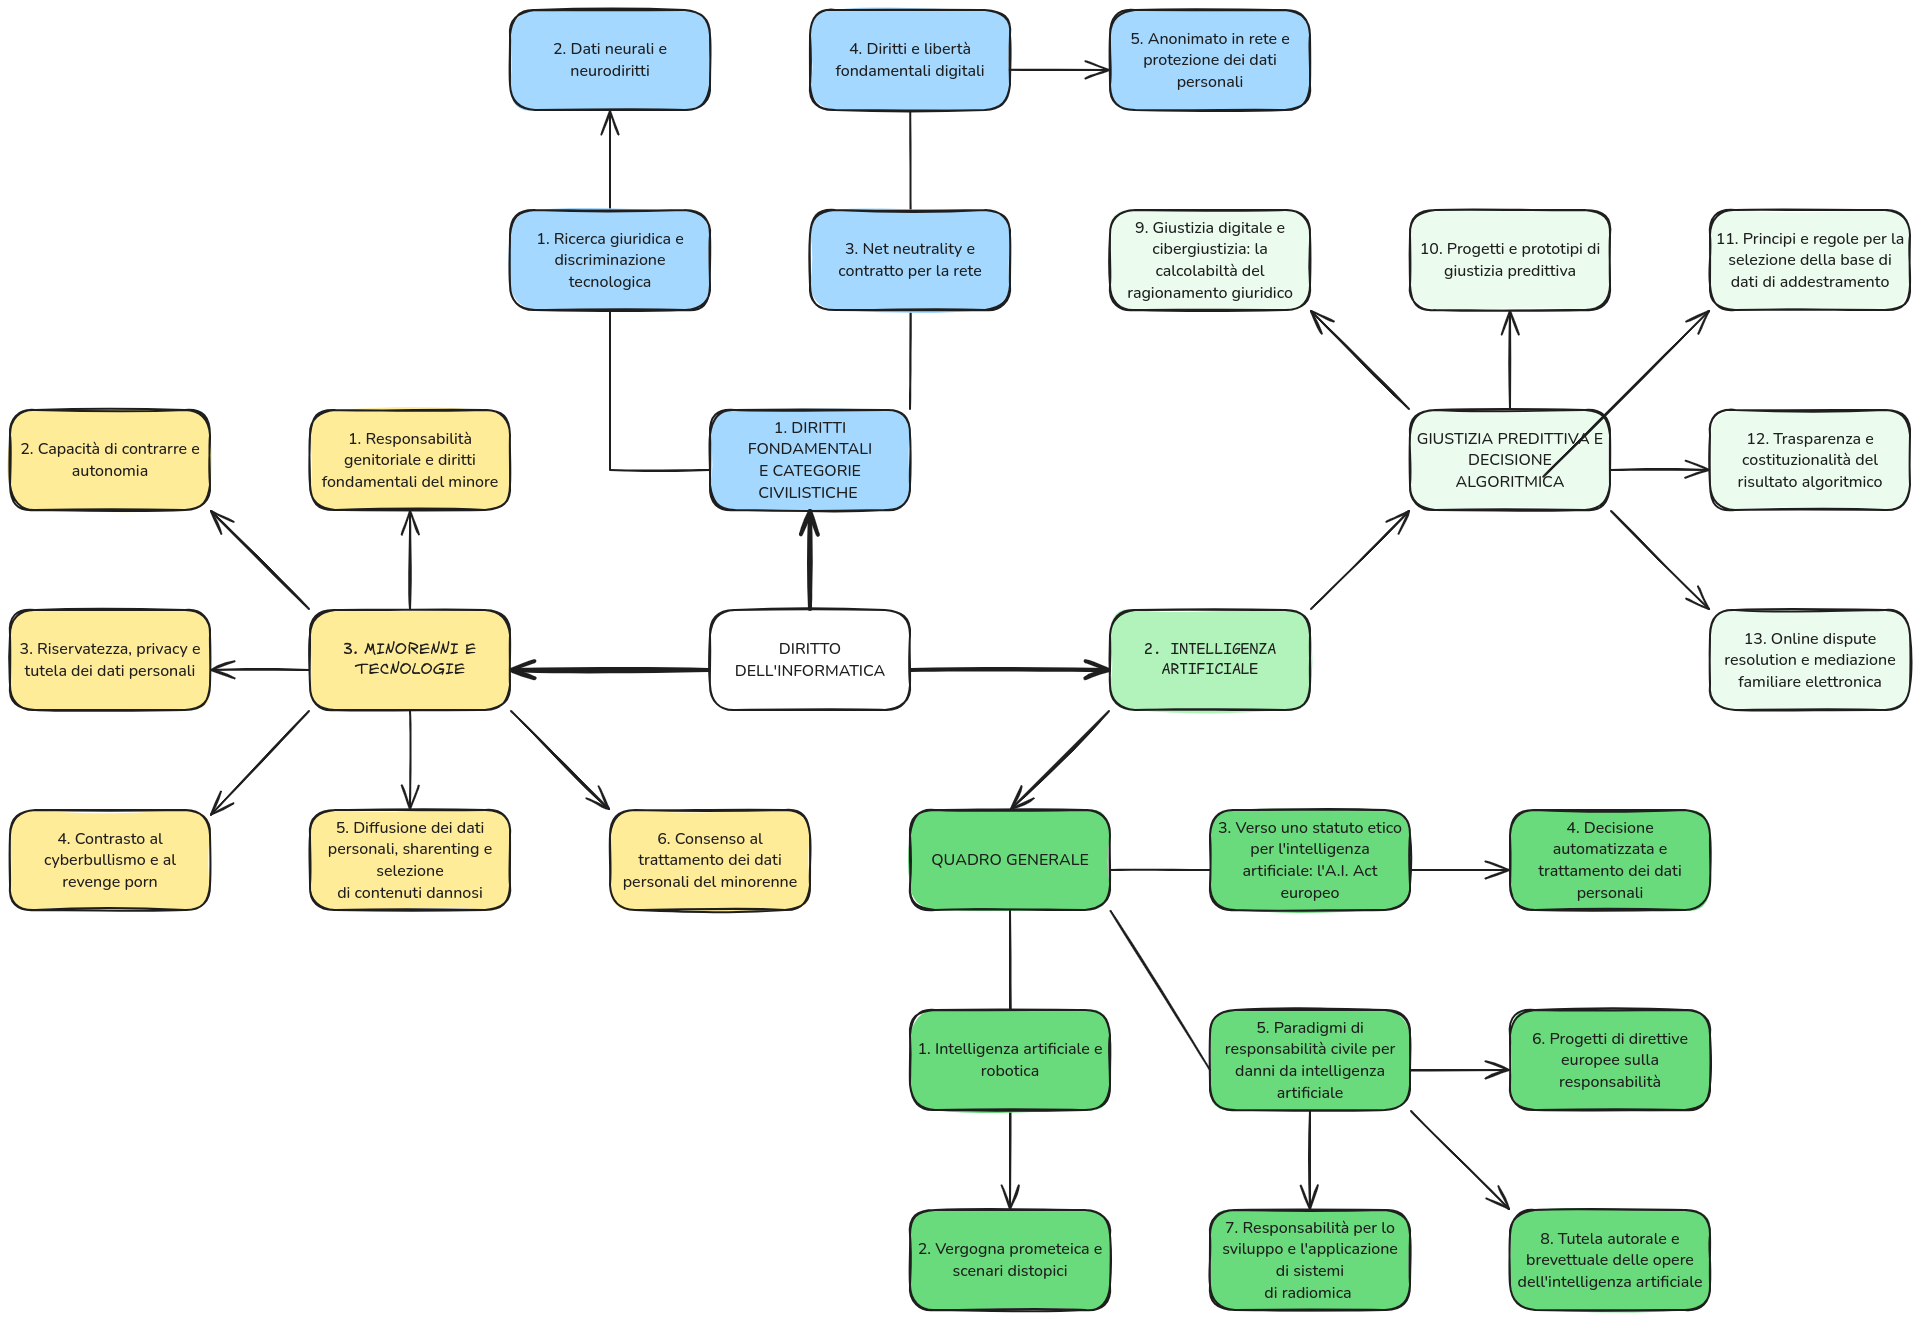 2. Dati neurali e
neurodiritti
4. Diritti e libertà
fondamentali digitali
5. Anonimato in rete e
protezione dei dati
personali
1. Ricerca giuridica e
discriminazione
tecnologica
3. Net neutrality e
contratto per la rete
9. Giustizia digitale e
cibergiustizia: la
calcolabiltà del
ragionamento giuridico
10. Progetti e prototipi di
giustizia predittiva
11. Principi e regole per la
selezione della base di
dati di addestramento
2. Capacità di contrarre e
autonomia
1. Responsabilità
genitoriale e diritti
fondamentali del minore
1. DIRITTI
FONDAMENTALI
E CATEGORIE
CIVILISTICHE
GIUSTIZIA PREDITTIVA E
DECISIONE
ALGORITMICA
12. Trasparenza e
costituzionalità del
risultato algoritmico
3. Riservatezza, privacy e
tutela dei dati personali
3. MINORENNI E
TECNOLOGIE
DIRITTO
DELL'INFORMATICA
2. INTELLIGENZA
ARTIFICIALE
13. Online dispute
resolution e mediazione
familiare elettronica
4. Contrasto al
cyberbullismo e al
revenge porn
5. Diffusione dei dati
personali, sharenting e
selezione
di contenuti dannosi
6. Consenso al
trattamento dei dati
personali del minorenne
QUADRO GENERALE
3. Verso uno statuto etico
per l'intelligenza
artificiale: l'A.I. Act
europeo
4. Decisione
automatizzata e
trattamento dei dati
personali
1. Intelligenza artificiale e
robotica
5. Paradigmi di
responsabilità civile per
danni da intelligenza
artificiale
6. Progetti di direttive
europee sulla
responsabilità
2. Vergogna prometeica e
scenari distopici
7. Responsabilità per lo
sviluppo e l'applicazione
di sistemi
di radiomica
8. Tutela autorale e
brevettuale delle opere
dell'intelligenza artificiale